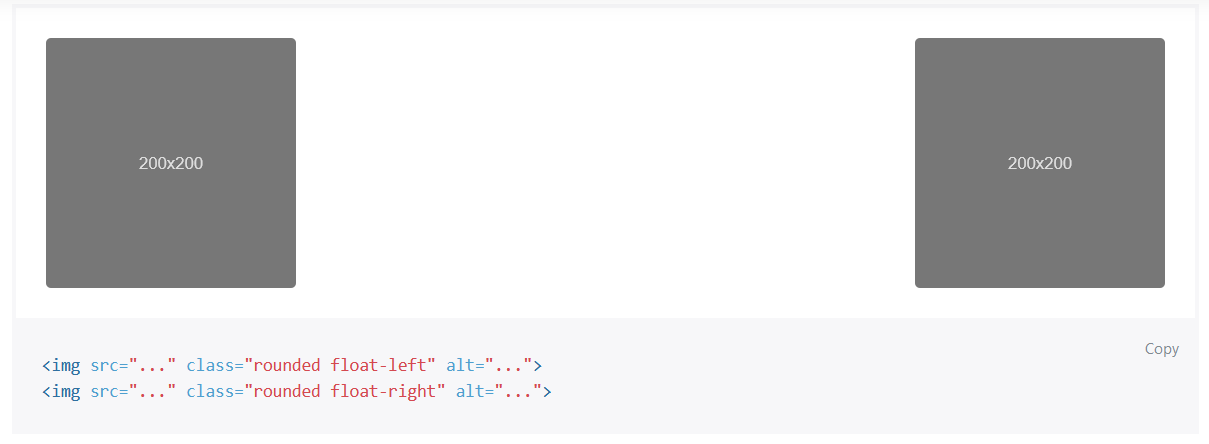 200x200
200x200
Copy
<img src="..." class="rounded float-left" alt="...">
<img src="..." class="rounded float-right" alt="...">